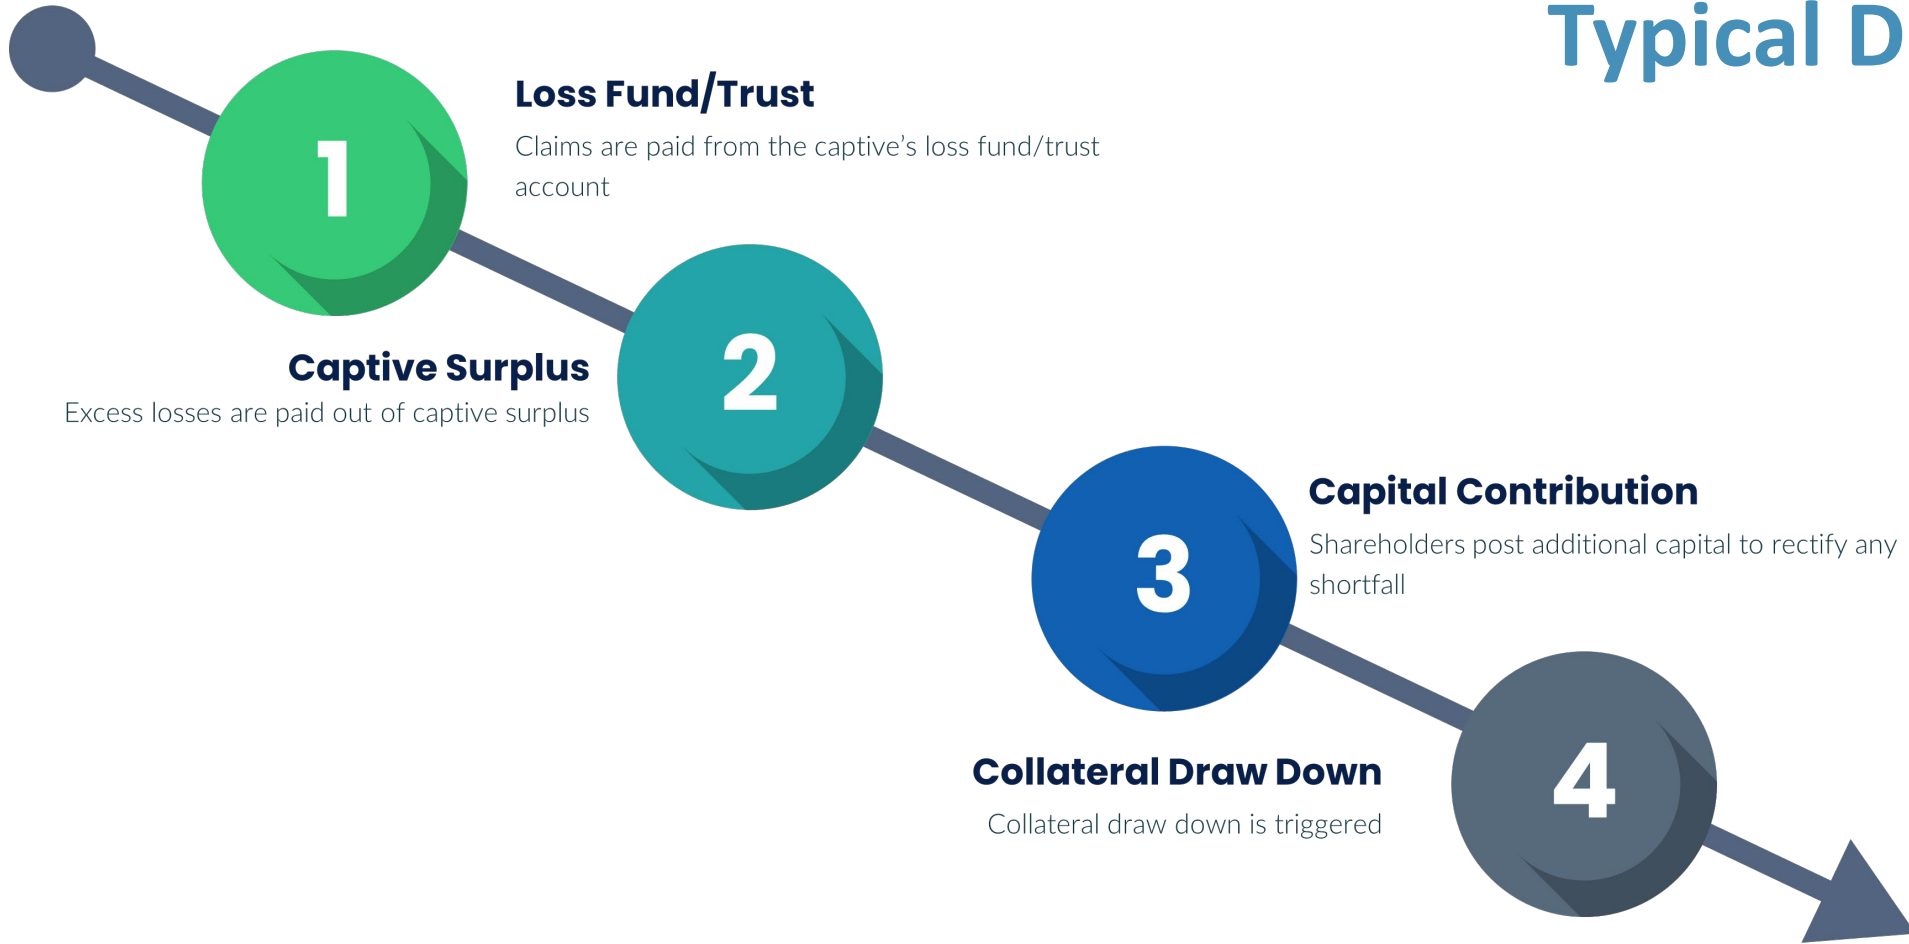 Typical D
1
Loss Fund/Trust
Claims are paid from the captive’s loss fund/trust
account
2
Captive Surplus
Excess losses are paid out of captive surplus
3
Capital Contribution
Shareholders post additional capital to rectify any
shortfall
4
Collateral Draw Down
Collateral draw down is triggered